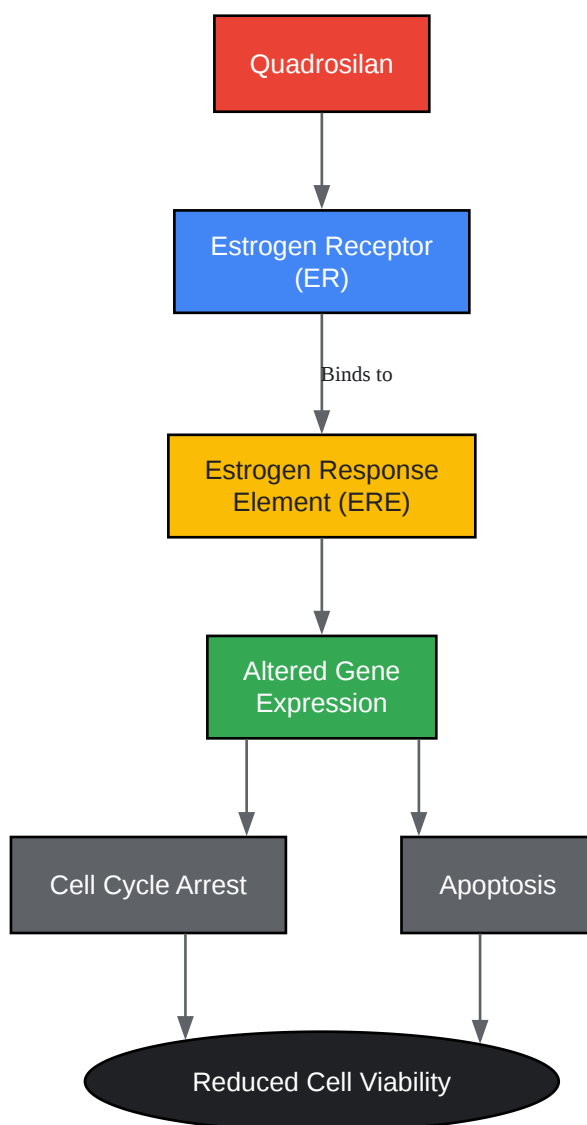 Quadrosilan
Estrogen Receptor
(ER)
Binds to
Estrogen Response
Element (ERE)
Altered Gene
Expression
Cell Cycle Arrest
Apoptosis
Reduced Cell Viability